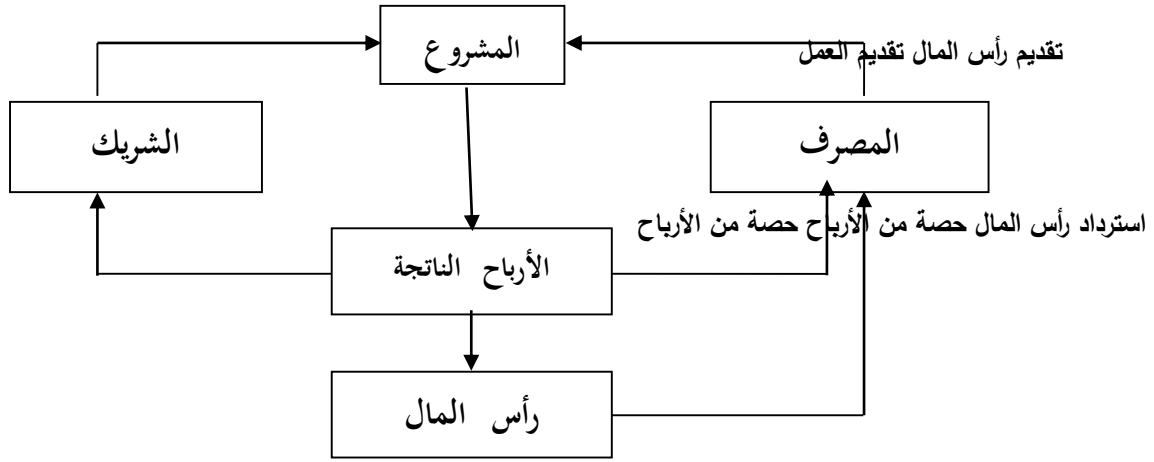 المشروع
تقديم رأس المال تقديم العمل
المصرف
الشريك
استرداد رأس المال حصة من الأرباح حصة من الأرباح
الأرباح الناتجة
رأس المال